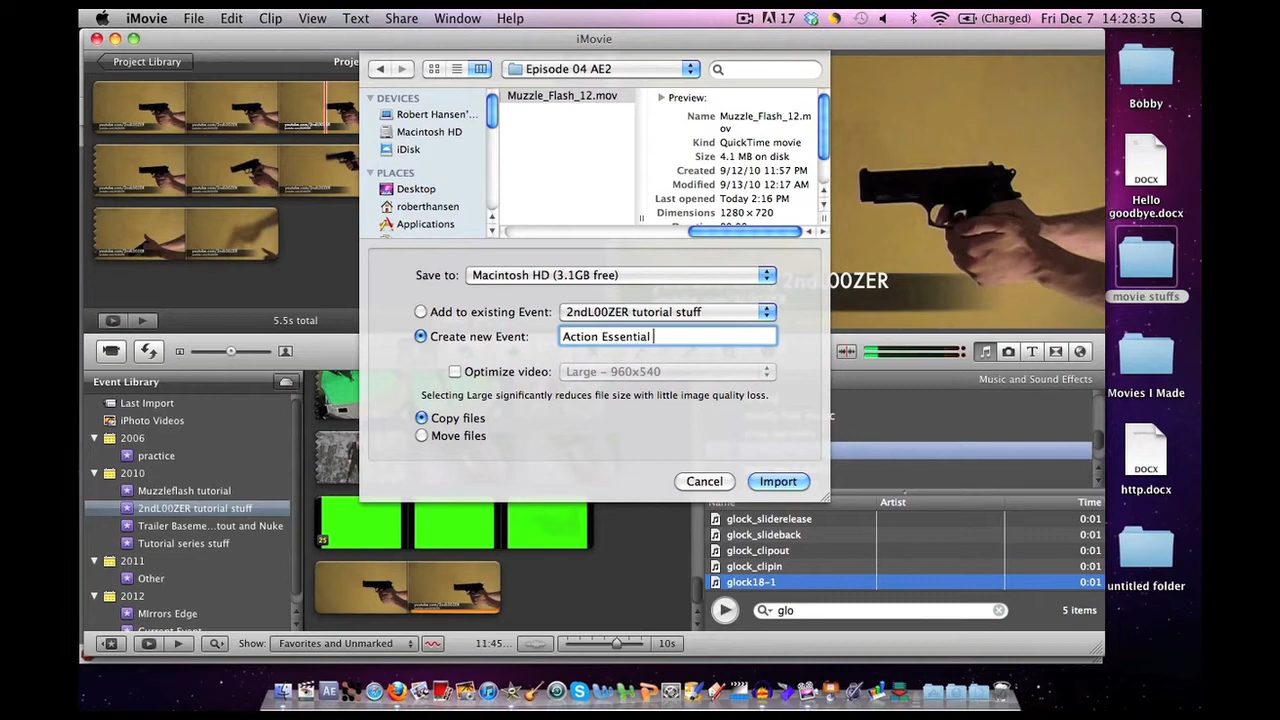 iMovie File Edit Clip View Text Share Window Help 17 (Charged) Fri Dec 7 14:28:35
iMovie
Project Library Proje
Episode 04 AE2
DEVICES
Robert Hansen'...
Macintosh HD
iDisk
PLACES
Desktop
roberthansen
Applications
Muzzle_Flash_12.mov
Preview:
Name Muzzle_Flash_12.m
ov
Kind QuickTime movie
Size 4.1 MB on disk
Created 9/12/10 11:57 PM
Modified 9/13/10 12:17 AM
Last opened Today 2:16 PM
Dimensions 1280 × 720
Save to: Macintosh HD (3.1GB free)
Add to existing Event: 2ndL00ZER tutorial stuff
Create new Event: Action Essential
Optimize video: Large - 960x540
Selecting Large significantly reduces file size with little image quality loss.
Copy files
Move files
Cancel Import
2ndL00ZER
5.5s total
Event Library
Last Import
iPhoto Videos
2006
practice
2010
Muzzleflash tutorial
2ndL00ZER tutorial stuff
Trailer Baseme...tout and Nuke
Tutorial series stuff
2011
Other
2012
MIrrors Edge
Current Event
25
Show: Favorites and Unmarked 11:45... 10s
Music and Sound Effects
Name Artist Time
glock_sliderelease 0:01
glock_slideback 0:01
glock_clipout 0:01
glock_clipin 0:01
glock18-1 0:01
glo 5 items
Bobby
DOCX
Hello
goodbye.docx
movie stuffs
Movies I Made
DOCX
http.docx
untitled folder
AE